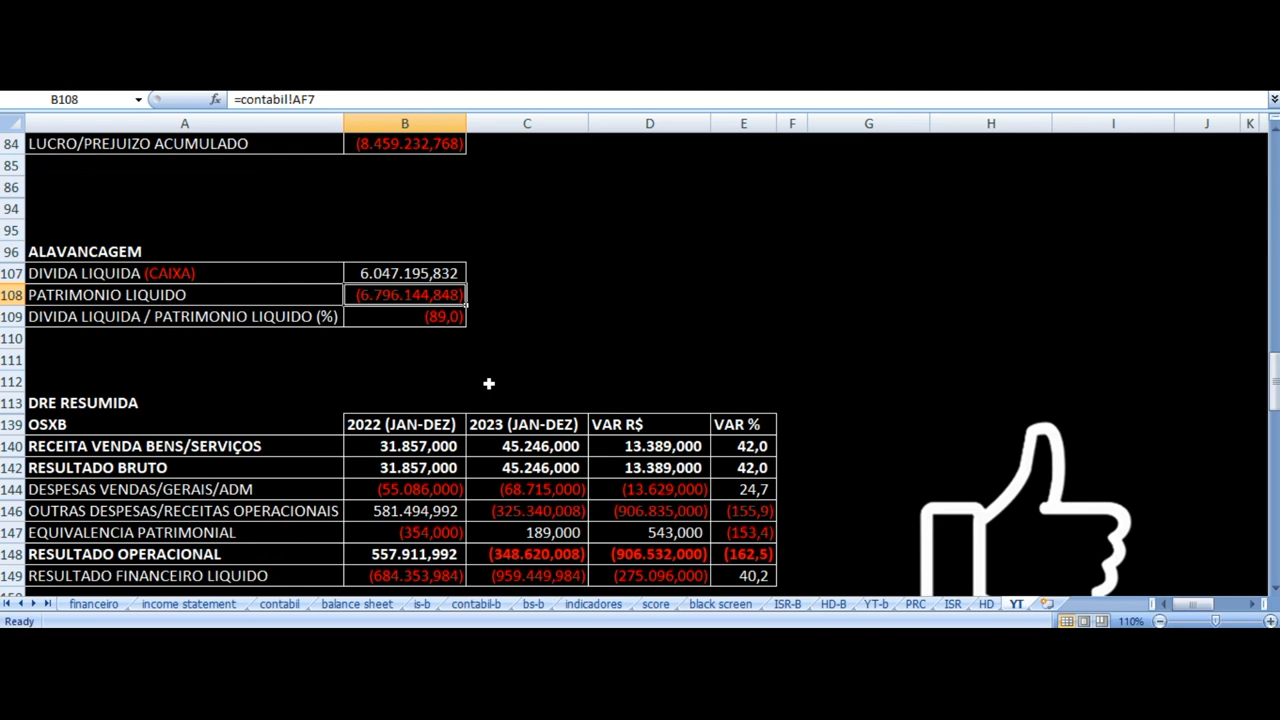 B108 fx =contabil!AF7
A B C D E F G H I J K
84 LUCRO/PREJUIZO ACUMULADO (8.459.232,768)
85
86
94
95
96 ALAVANCAGEM
107 DIVIDA LIQUIDA (CAIXA) 6.047.195,832
108 PATRIMONIO LIQUIDO (6.796.144,848)
109 DIVIDA LIQUIDA / PATRIMONIO LIQUIDO (%) (89,0)
110
111
112
113 DRE RESUMIDA
139 OSXB 2022 (JAN-DEZ) 2023 (JAN-DEZ) VAR R$ VAR %
140 RECEITA VENDA BENS/SERVIÇOS 31.857,000 45.246,000 13.389,000 42,0
142 RESULTADO BRUTO 31.857,000 45.246,000 13.389,000 42,0
144 DESPESAS VENDAS/GERAIS/ADM (55.086,000) (68.715,000) (13.629,000) 24,7
146 OUTRAS DESPESAS/RECEITAS OPERACIONAIS 581.494,992 (325.340,008) (906.835,000) (155,9)
147 EQUIVALENCIA PATRIMONIAL (354,000) 189,000 543,000 (153,4)
148 RESULTADO OPERACIONAL 557.911,992 (348.620,008) (906.532,000) (162,5)
149 RESULTADO FINANCEIRO LIQUIDO (684.353,984) (959.449,984) (275.096,000) 40,2
financeiro income statement contabil balance sheet is-b contabil-b bs-b indicadores score black screen ISR-B HD-B YT-b PRC ISR HD YT
Ready 110%